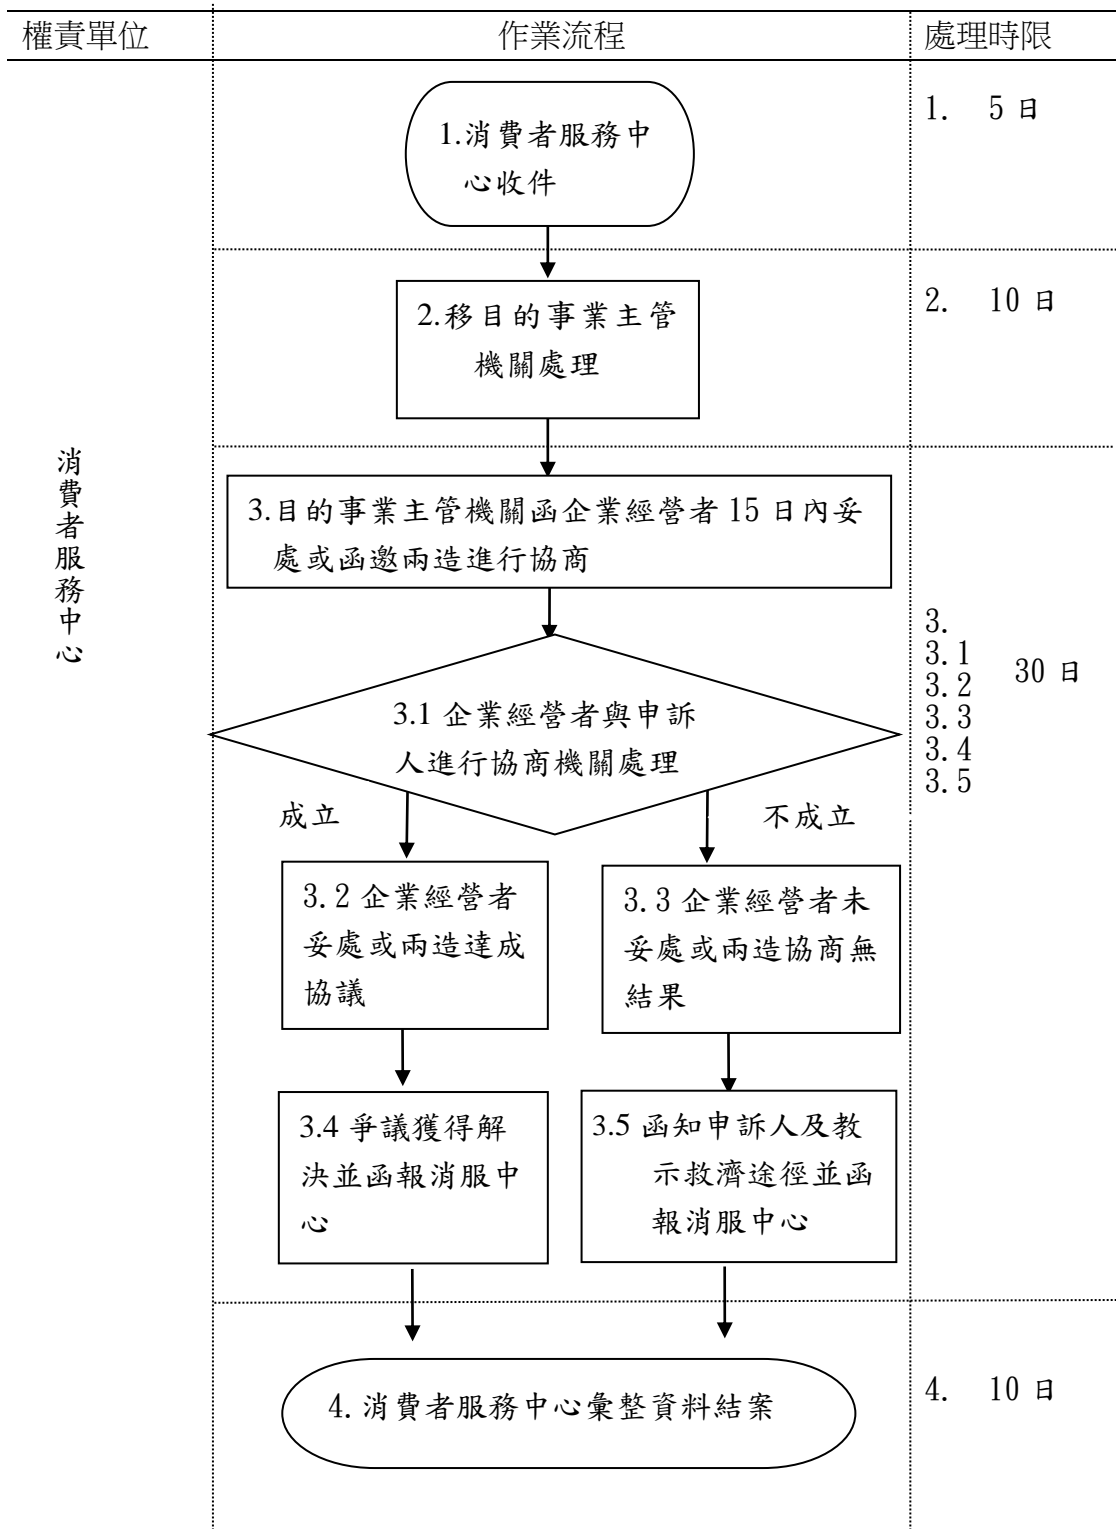 權責單位
作業流程
處理時限
1.消費者服務中
心收件
1. 5 日
2.移目的事業主管
機關處理
2. 10 日
消費者服務中心
3.目的事業主管機關函企業經營者 15 日內妥
處或函邀兩造進行協商
3.1 企業經營者與申訴
人進行協商機關處理
3.
3.1
3.2
3.3
3.4
3.5
30 日
成立
不成立
3.2 企業經營者
妥處或兩造達成
協議
3.3 企業經營者未
妥處或兩造協商無
結果
3.4 爭議獲得解
決並函報消服中
心
3.5 函知申訴人及教
示救濟途徑並函
報消服中心
4. 消費者服務中心彙整資料結案
4. 10 日